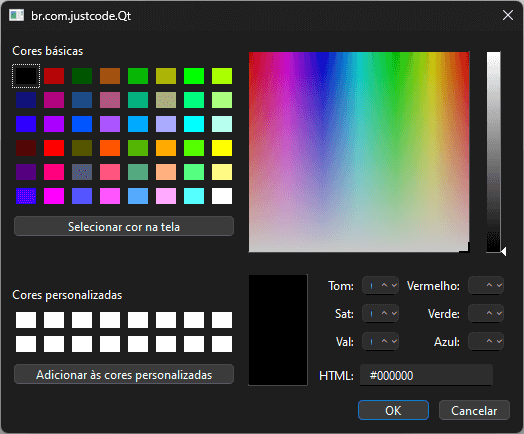 br.com.justcode.Qt
Cores básicas
Selecionar cor na tela
Cores personalizadas
Adicionar às cores personalizadas
Tom:
Vermelho:
Sat:
Verde:
Val:
Azul:
HTML:
#000000
OK
Cancelar